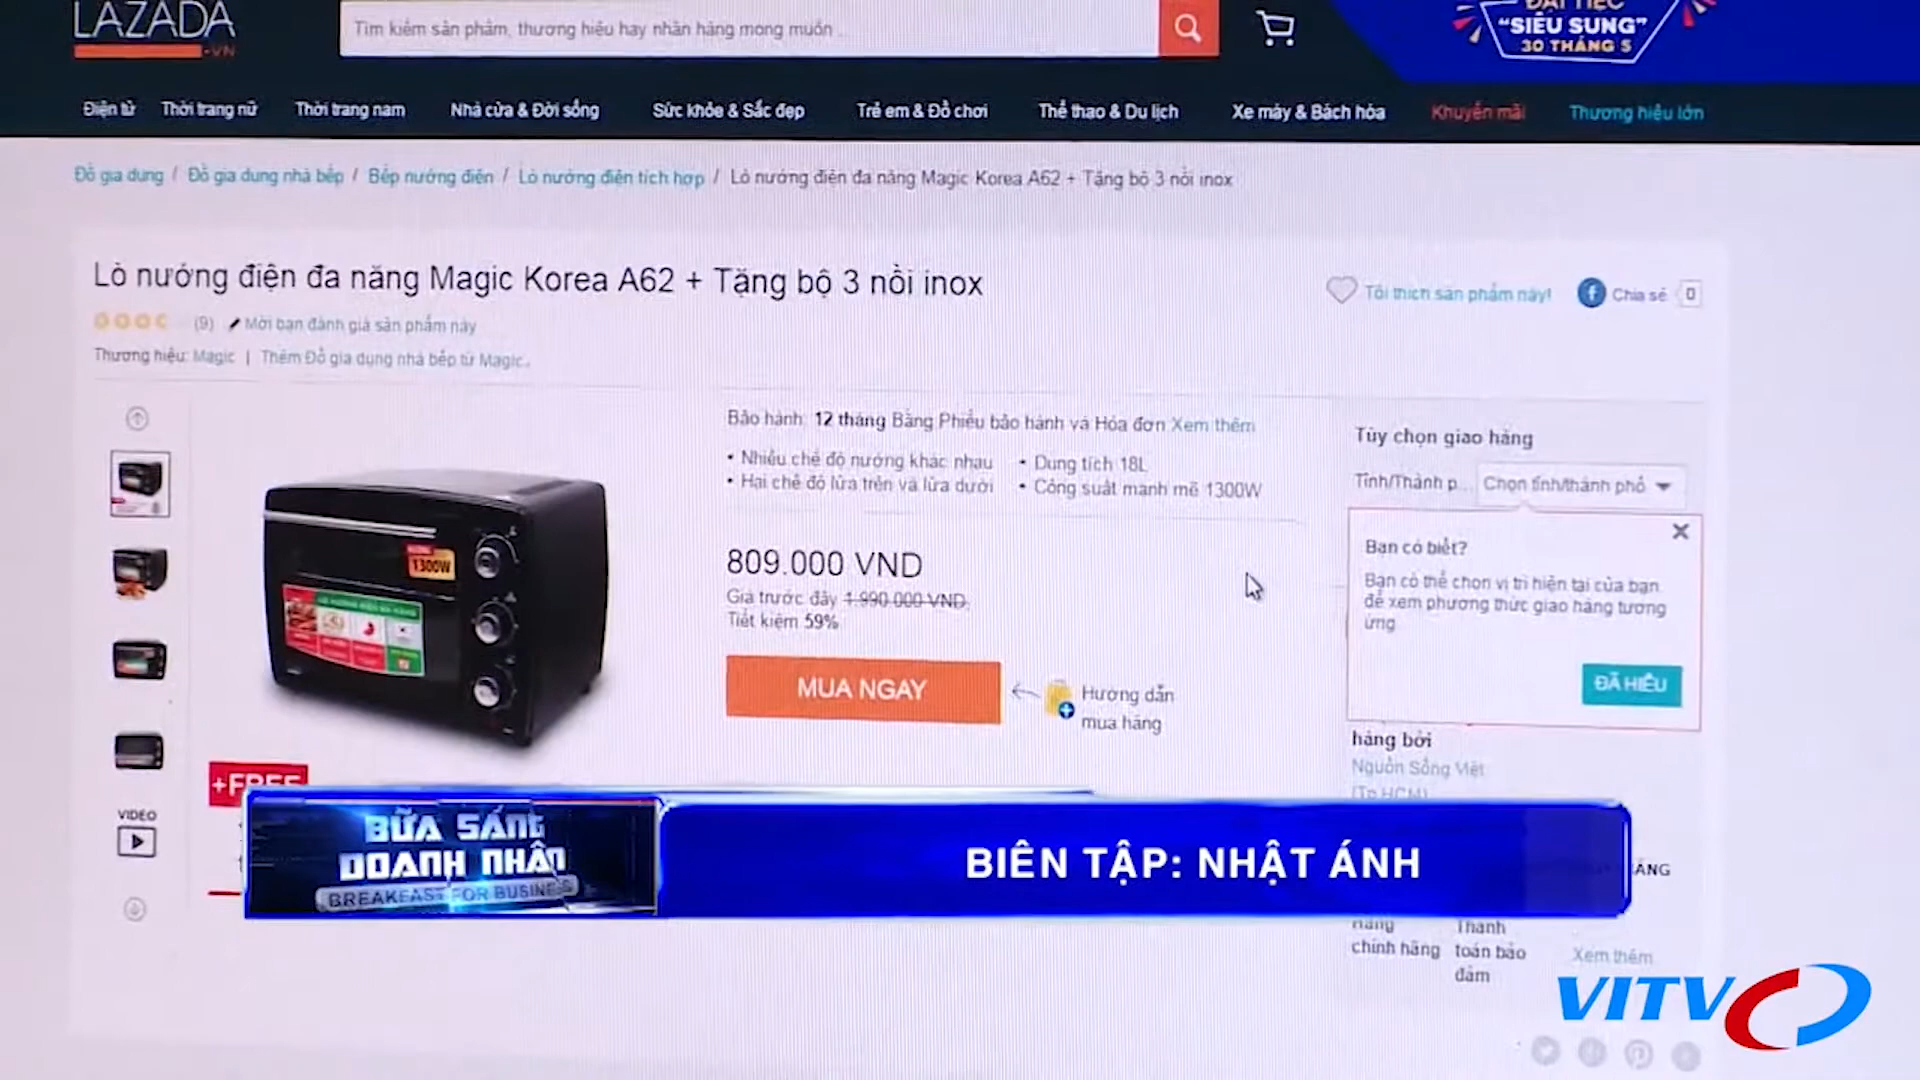 LAZADA
.VN
Tìm kiếm sản phẩm, thương hiệu hay nhãn hàng mong muốn
ĐẠI TIỆC
"SIÊU SUNG"
30 THÁNG 5
Điện tử Thời trang nữ Thời trang nam Nhà cửa & Đời sống Sức khỏe & Sắc đẹp Trẻ em & Đồ chơi Thể thao & Du lịch Xe máy & Bách hóa Khuyến mãi Thương hiệu lớn
Đồ gia dụng / Đồ gia dụng nhà bếp / Bếp nướng điện / Lò nướng điện tích hợp / Lò nướng điện đa năng Magic Korea A62 + Tặng bộ 3 nồi inox
Lò nướng điện đa năng Magic Korea A62 + Tặng bộ 3 nồi inox
Tôi thích sản phẩm này! Chia sẻ 0
(9) Mời bạn đánh giá sản phẩm này
Thương hiệu: Magic | Thêm Đồ gia dụng nhà bếp từ Magic
Bảo hành: 12 tháng Bằng Phiếu bảo hành và Hóa đơn Xem thêm
• Nhiều chế độ nướng khác nhau • Dung tích 18L
• Hai chế độ lửa trên và lửa dưới • Công suất mạnh mẽ 1300W
Tùy chọn giao hàng
Tỉnh/Thành p... Chọn tỉnh/thành phố
Bạn có biết?
Bạn có thể chọn vị trí hiện tại của bạn
để xem phương thức giao hàng tương
ứng
ĐÃ HIỂU
1300W
809.000 VND
Giá trước đây 1.990.000 VND
Tiết kiệm 59%
MUA NGAY
Hướng dẫn
mua hàng
hàng bởi
Nguồn Sống Việt
(Tp.HCM)
+FREE
VIDEO
BỮA SÁNG
DOANH NHÂN
BREAKFAST FOR BUSINESS
BIÊN TẬP: NHẬT ÁNH
Hàng
chính hãng
Thanh
toán bảo
đảm
Xem thêm
VITV